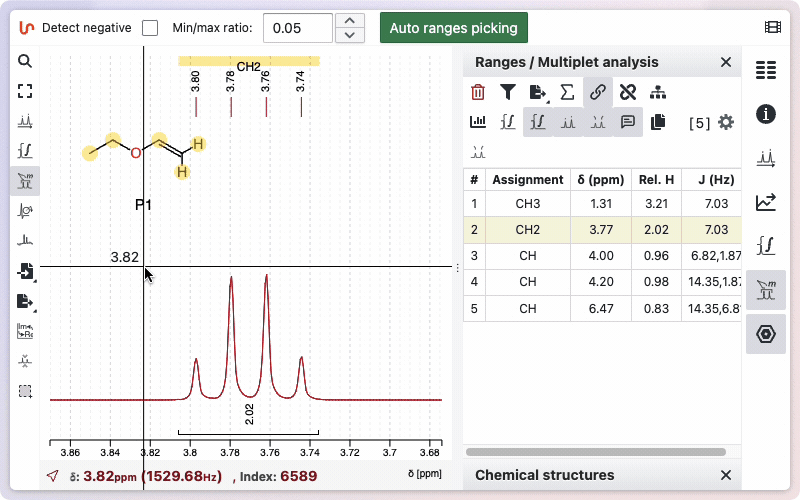 Detect negative Min/max ratio: 0.05 Auto ranges picking
CH2
3.80 3.78 3.76 3.74
H
O
H
P1
3.82
2.02
3.86 3.84 3.82 3.8 3.78 3.76 3.74 3.72 3.7 3.68
δ: 3.82ppm (1529.68Hz) , Index: 6589 δ [ppm]
Ranges / Multiplet analysis
[5]
# Assignment δ (ppm) Rel. H J (Hz)
1 CH3 1.31 3.21 7.03
2 CH2 3.77 2.02 7.03
3 CH 4.00 0.96 6.82,1.87
4 CH 4.20 0.98 14.35,1.87
5 CH 6.47 0.83 14.35,6.8
Chemical structures